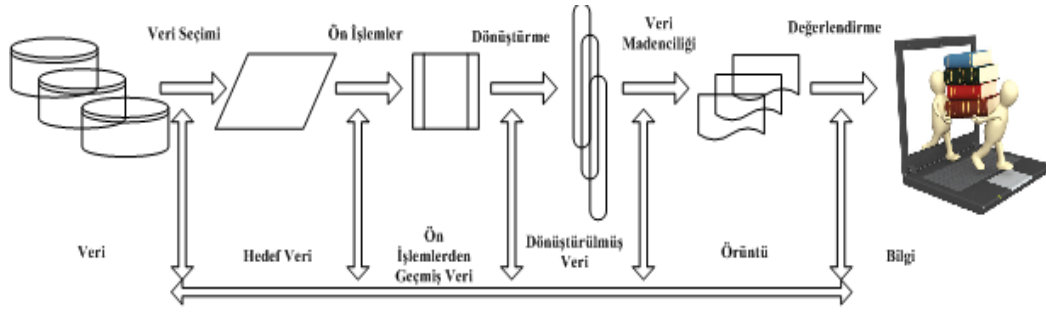 Veri Seçimi
Ön İşlemler
Dönüştürme
Veri
Madenciliği
Değerlendirme
Veri
Hedef Veri
Ön
İşlemlerden
Geçmiş Veri
Dönüştürülmüş
Veri
Örüntü
Bilgi